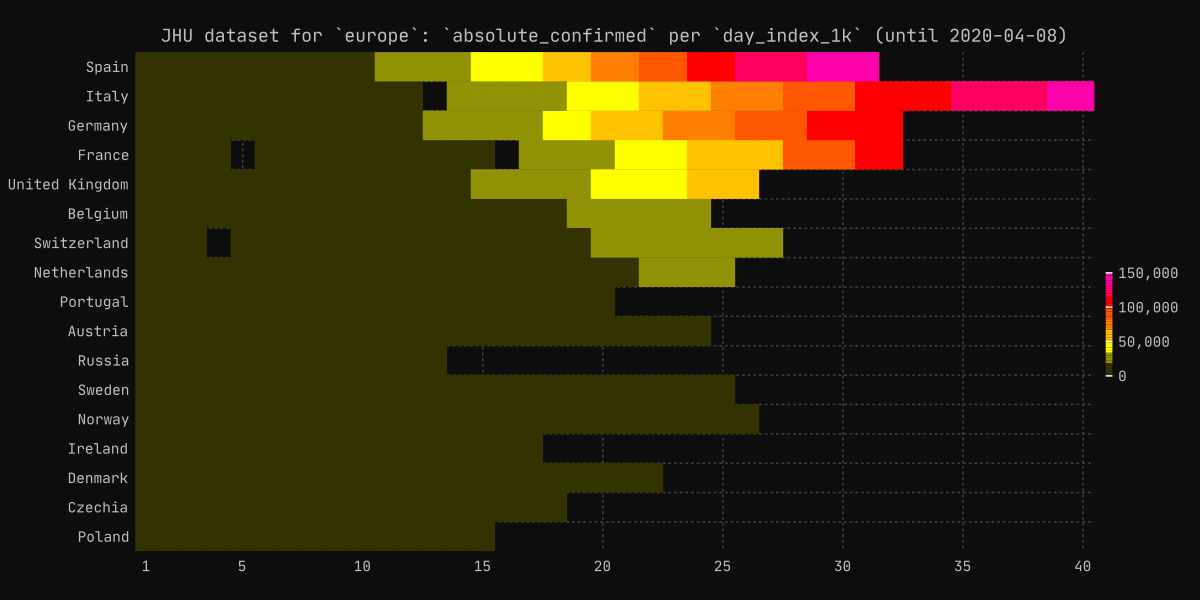 JHU dataset for `europe`: `absolute_confirmed` per `day_index_1k` (until 2020-04-08)
Spain
Italy
Germany
France
United Kingdom
Belgium
Switzerland
Netherlands
Portugal
Austria
Russia
Sweden
Norway
Ireland
Denmark
Czechia
Poland
1 5 10 15 20 25 30 35 40
150,000
100,000
50,000
0